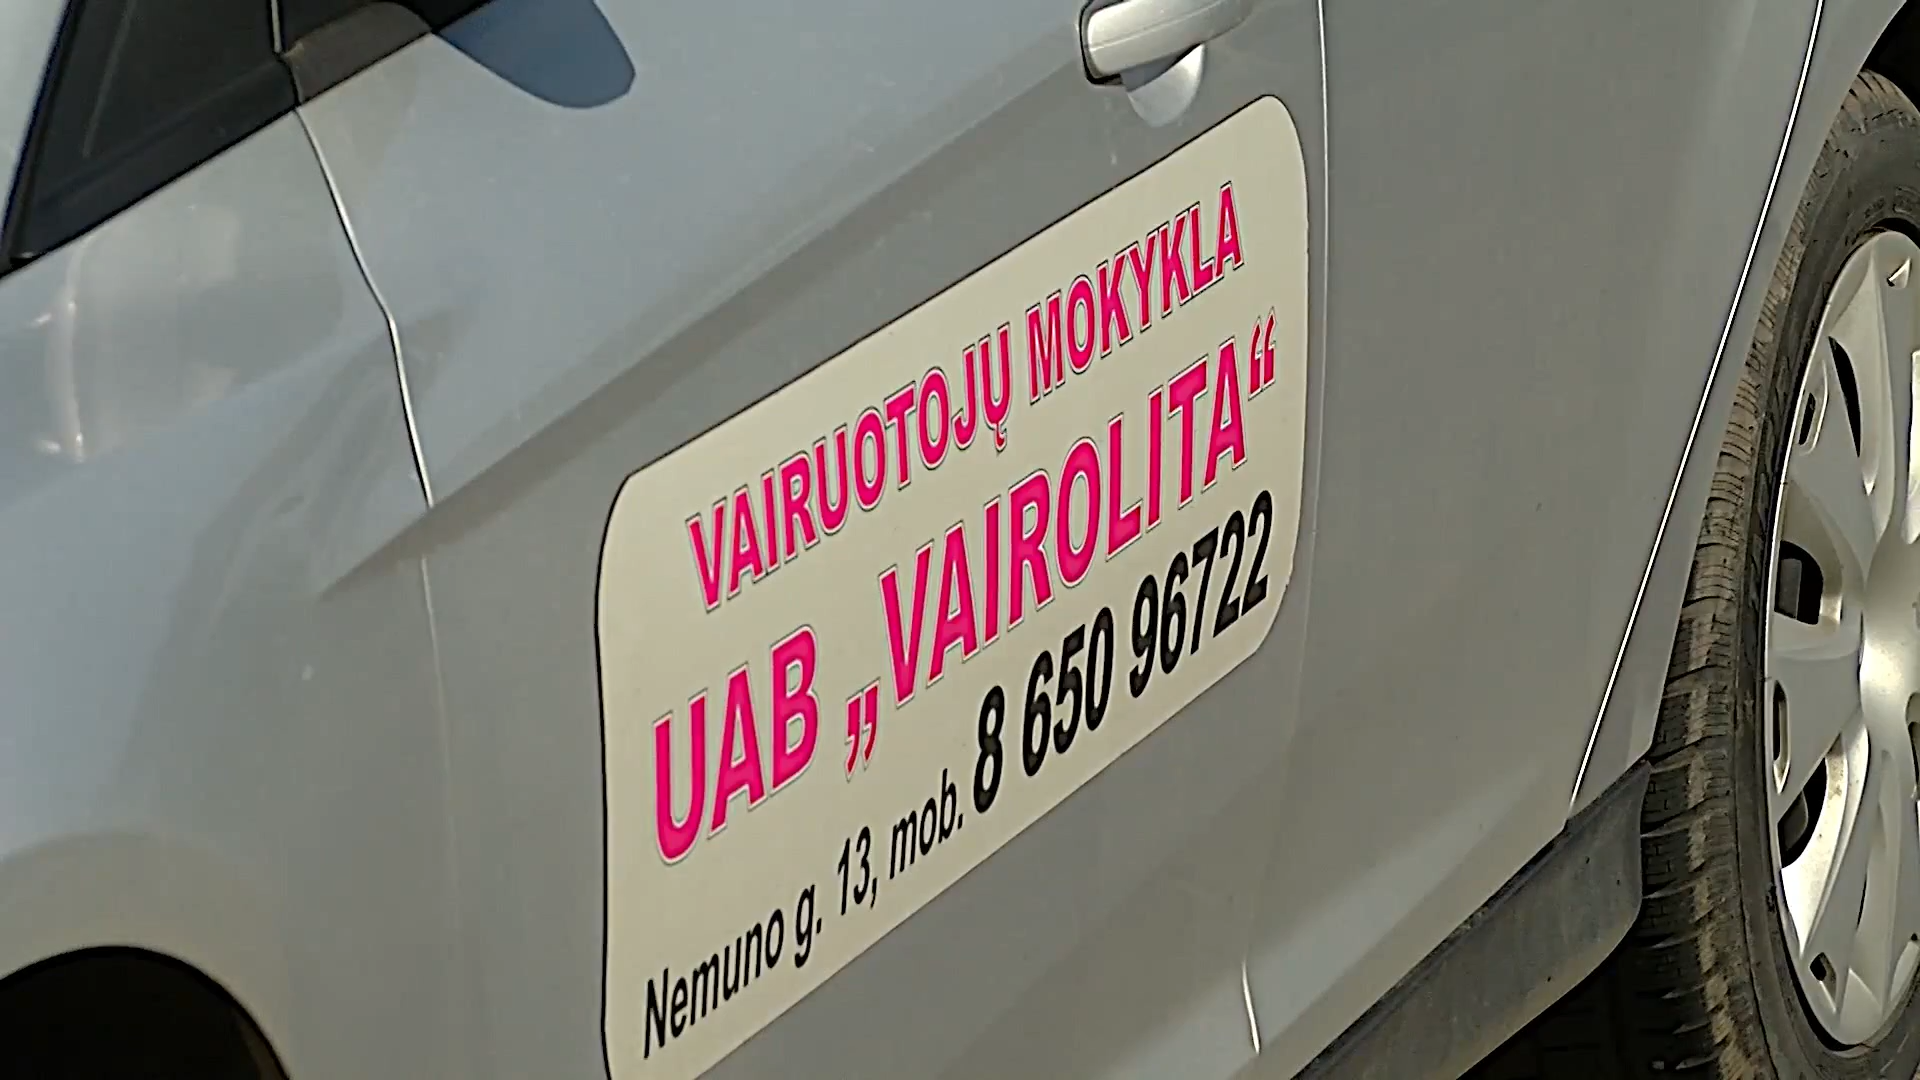 VAIRUOTOJŲ MOKYKLA
UAB „VAIROLITA“
Nemuno g. 13, mob. 8 650 96722